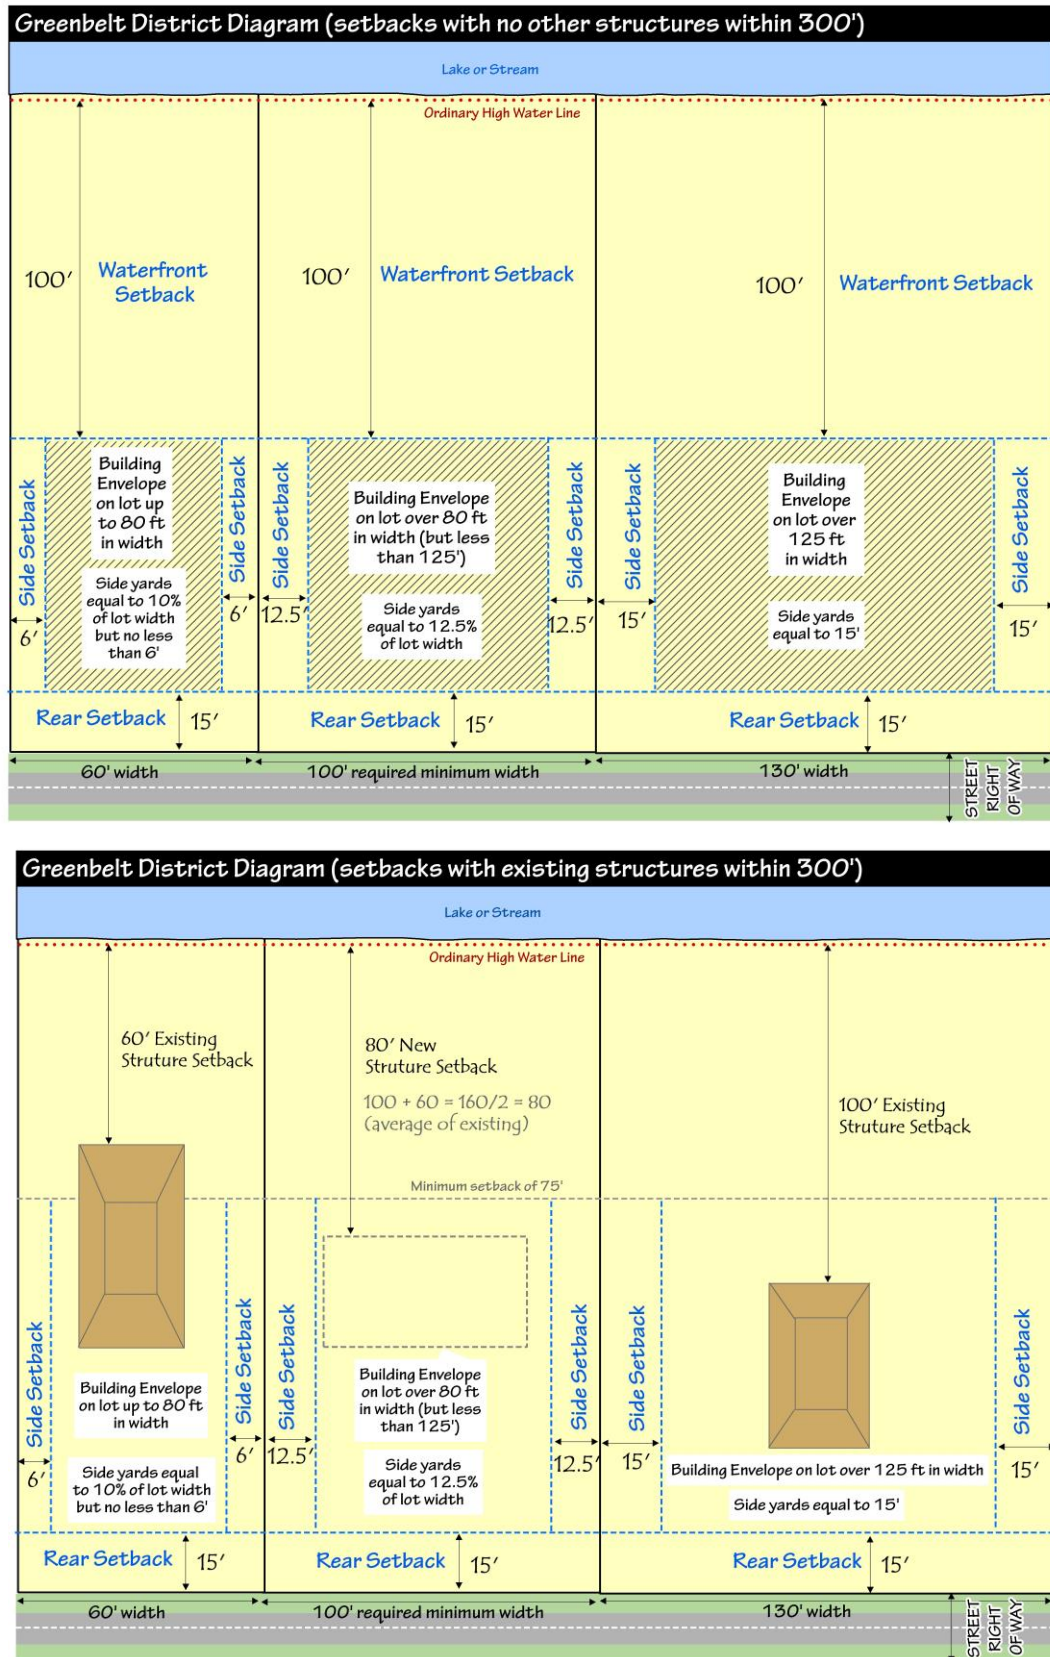 Greenbelt District Diagram (setbacks with no other structures within 300')
Lake or Stream
Ordinary High Water Line
100'
Waterfront
Setback
100'
Waterfront Setback
100'
Waterfront Setback
Side Setback
6'
Building
Envelope
on lot up
to 80 ft
in width
Side yards
equal to 10%
of lot width
but no less
than 6'
Side Setback
6'
Side Setback
12.5'
Building Envelope
on lot over 80 ft
in width (but less
than 125')
Side yards
equal to 12.5%
of lot width
Side Setback
12.5'
Side Setback
15'
Building
Envelope
on lot over
125 ft
in width
Side yards
equal to 15'
Side Setback
15'
Rear Setback
15'
Rear Setback
15'
Rear Setback
15'
60' width
100' required minimum width
130' width
STREET
RIGHT
OF WAY
Greenbelt District Diagram (setbacks with existing structures within 300')
Lake or Stream
Ordinary High Water Line
60' Existing
Struture Setback
80' New
Struture Setback
100 + 60 = 160/2 = 80
(average of existing)
100' Existing
Struture Setback
Minimum setback of 75'
Side Setback
6'
Building Envelope
on lot up to 80 ft
in width
Side yards equal
to 10% of lot width
but no less than 6'
Side Setback
6'
Side Setback
12.5'
Building Envelope
on lot over 80 ft
in width (but less
than 125')
Side yards
equal to 12.5%
of lot width
Side Setback
12.5'
Side Setback
15'
Building Envelope on lot over 125 ft in width
Side yards equal to 15'
Side Setback
15'
Rear Setback
15'
Rear Setback
15'
Rear Setback
15'
60' width
100' required minimum width
130' width
STREET
RIGHT
OF WAY